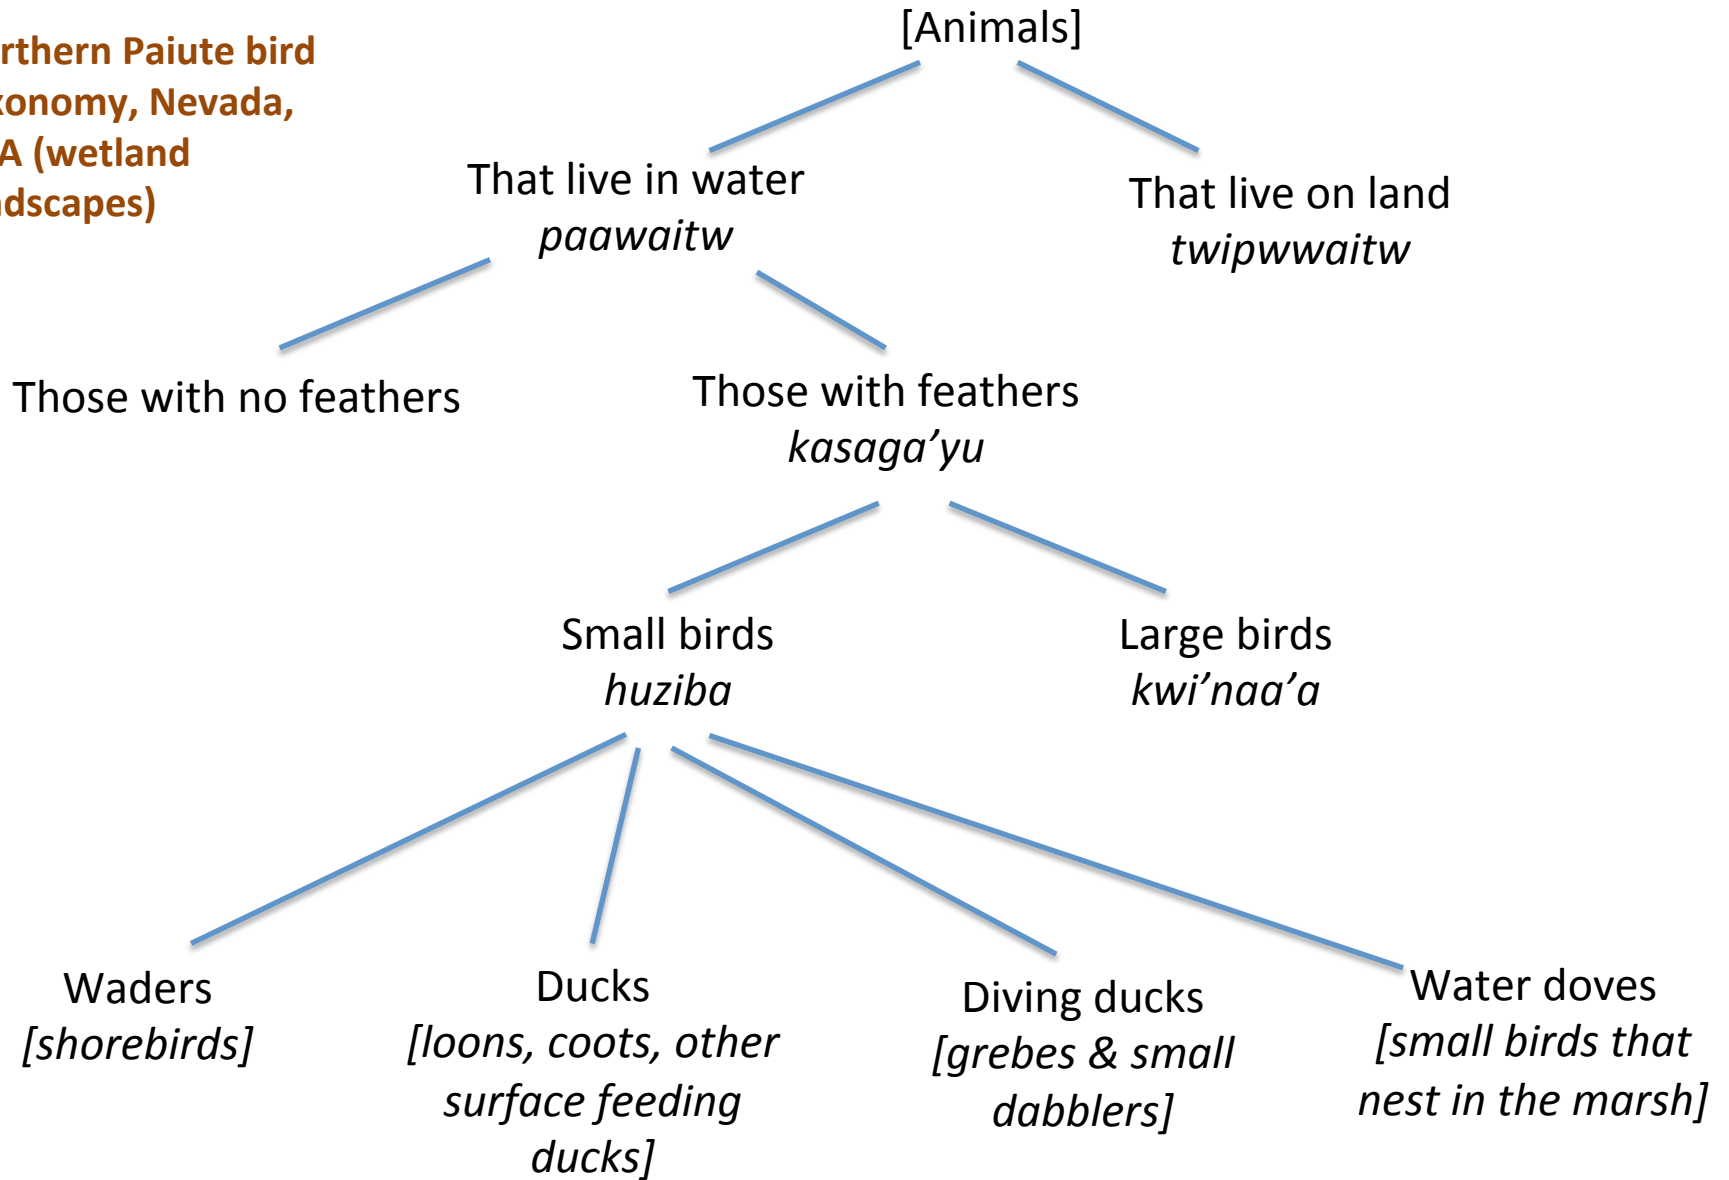 rthern Paiute bird
konomy, Nevada,
A (wetland
ndscapes)
[Animals]
That live in water
paawaitw
That live on land
twipwwaitw
Those with no feathers
Those with feathers
kasaga’yu
Small birds
huziba
Large birds
kwi’naa’a
Waders
[shorebirds]
Ducks
[loons, coots, other
surface feeding
ducks]
Diving ducks
[grebes & small
dabblers]
Water doves
[small birds that
nest in the marsh]